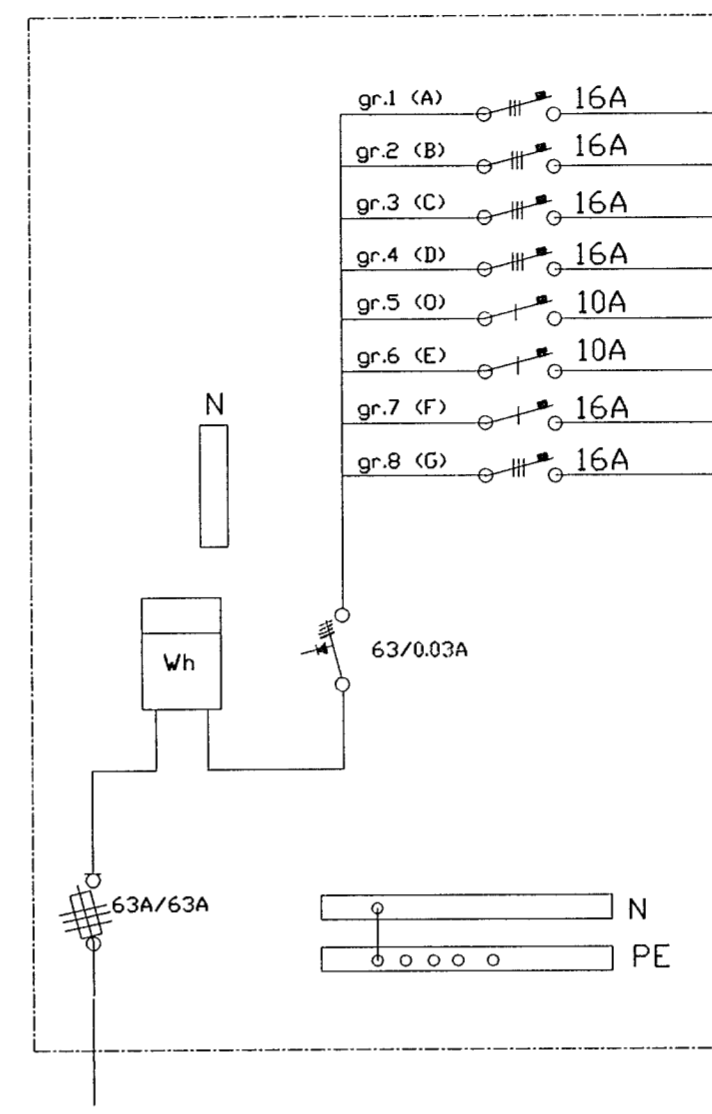 gr.1 (A) 16A
gr.2 (B) 16A
gr.3 (C) 16A
gr.4 (D) 16A
gr.5 (O) 10A
gr.6 (E) 10A
gr.7 (F) 16A
gr.8 (G) 16A
N
Wh
63/0.03A
63A/63A
N
PE